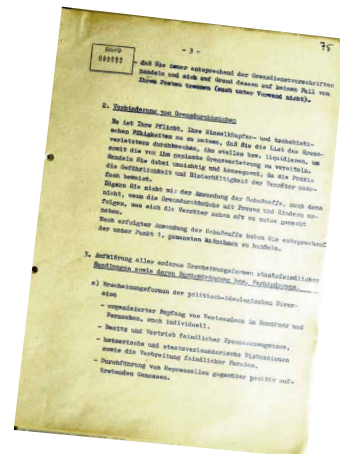 BStU
000032
- 3 -
75
- daß Sie immer entsprechend der Grenzdienstvorschriften
handeln und sich auf Grund dessen auf keinen Fall von
Ihrem Posten trennen (auch unter Vorwand nicht).
2. Verhinderung von Grenzdurchbrüchen
Es ist Ihre Pflicht, Ihre Einzelkämpfer- und tschekisti-
schen Fähigkeiten so zu nutzen, daß Sie die List des Grenz-
verletzers durchbrechen, ihn stellen bzw. liquidieren, um
somit die von ihm geplante Grenzverletzung zu vereiteln.
Handeln Sie dabei umsichtig und konsequent, da die Praxis
die Gefährlichkeit und Hinterhältigkeit der Verräter mehr-
fach beweist.
Zögern Sie nicht mit der Anwendung der Schußwaffe, auch dann
nicht, wenn die Grenzdurchbrüche mit Frauen und Kindern er-
folgen, was sich die Verräter schon oft zu nutze gemacht
haben.
Nach erfolgter Anwendung der Schußwaffe haben Sie entsprechend
der unter Punkt 1. genannten Maßnahmen zu handeln.
3. Aufklärung aller anderen Erscheinungsformen staatsfeindlicher
Handlungen sowie deren Zurückdrängung bzw. Verhinderung.
a) Erscheinungsformen der politisch-ideologischen Diver-
sion
- organisierter Empfang von Westsendern im Rundfunk und
Fernsehen, auch individuell.
- Besitz und Vertrieb feindlicher Presseerzeugnisse,
- hetzerische und staatsverleumderische Diskussionen
sowie die Verbreitung feindlicher Parolen,
- Durchführung von Repressalien gegenüber positiv auf-
tretenden Genossen.